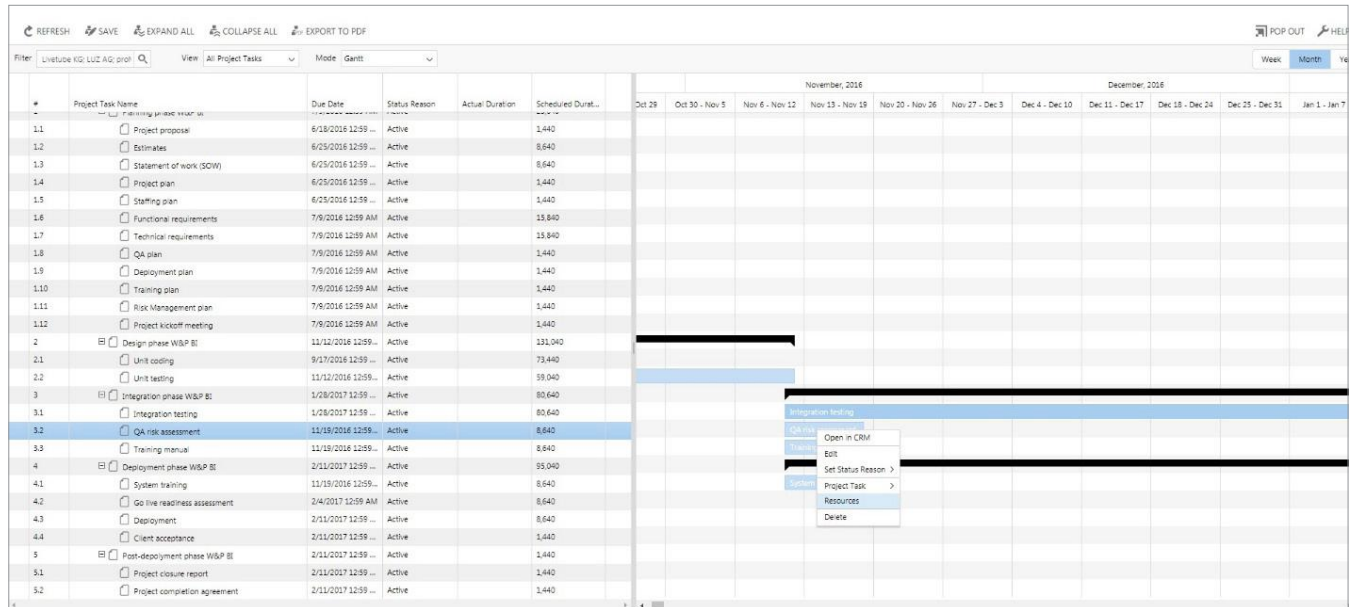 REFRESH SAVE EXPAND ALL COLLAPSE ALL EXPORT TO PDF POP OUT HELP
Filter Livetube KG; LUZ AG; prol View All Project Tasks Mode Gantt Week Month Ye
November, 2016 December, 2016
# Project Task Name Due Date Status Reason Actual Duration Scheduled Durat... Oct 29 Oct 30 - Nov 5 Nov 6 - Nov 12 Nov 13 - Nov 19 Nov 20 - Nov 26 Nov 27 - Dec 3 Dec 4 - Dec 10 Dec 11 - Dec 17 Dec 18 - Dec 24 Dec 25 - Dec 31 Jan 1 - Jan 7
Planning phase W&P BI
1.1 Project proposal 6/18/2016 12:59 ... Active 1,440
1.2 Estimates 6/25/2016 12:59 ... Active 8,640
1.3 Statement of work (SOW) 6/25/2016 12:59 ... Active 8,640
1.4 Project plan 6/25/2016 12:59 ... Active 1,440
1.5 Staffing plan 6/25/2016 12:59 ... Active 1,440
1.6 Functional requirements 7/9/2016 12:59 AM Active 15,840
1.7 Technical requirements 7/9/2016 12:59 AM Active 15,840
1.8 QA plan 7/9/2016 12:59 AM Active 1,440
1.9 Deployment plan 7/9/2016 12:59 AM Active 1,440
1.10 Training plan 7/9/2016 12:59 AM Active 1,440
1.11 Risk Management plan 7/9/2016 12:59 AM Active 1,440
1.12 Project kickoff meeting 7/9/2016 12:59 AM Active 1,440
2 Design phase W&P BI 11/12/2016 12:59... Active 131,040
2.1 Unit coding 9/17/2016 12:59 ... Active 73,440
2.2 Unit testing 11/12/2016 12:59... Active 59,040
3 Integration phase W&P BI 1/28/2017 12:59 ... Active 80,640
3.1 Integration testing 1/28/2017 12:59 ... Active 80,640 Integration testing
3.2 QA risk assessment 11/19/2016 12:59... Active 8,640 QA risk assessment
Open in CRM
3.3 Training manual 11/19/2016 12:59... Active 8,640
Edit
4 Deployment phase W&P BI 2/11/2017 12:59 ... Active 95,040
Set Status Reason >
4.1 System training 11/19/2016 12:59... Active 8,640 System
Project Task >
4.2 Go live readiness assessment 2/4/2017 12:59 AM Active 8,640
Resources
4.3 Deployment 2/11/2017 12:59 ... Active 8,640
Delete
4.4 Client acceptance 2/11/2017 12:59 ... Active 8,640
5 Post-depolyment phase W&P BI 2/11/2017 12:59 ... Active 1,440
5.1 Project closure report 2/11/2017 12:59 ... Active 1,440
5.2 Project completion agreement 2/11/2017 12:59 ... Active 1,440